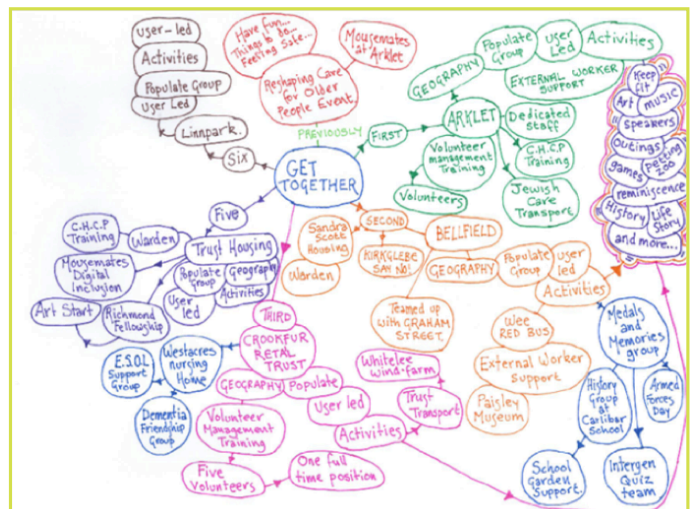 User-led
Activities
Populate Group
User Led
Linnpark.
Six
Have fun...
Things to do...
Feeling Safe...
Reshaping Care
for Older
People Event.
Mousemates
at Arklet
PREVIOUSLY
GET
TOGETHER
FIRST
ARKLET
GEOGRAPHY
Populate
Group
User
Led
Activities
EXTERNAL WORKER
SUPPORT
Dedicated
Staff
C.H.C.P
Training
Jewish
Care
Transport
Volunteer
management
Training
Volunteers
Keep
fit
Art
music
speakers
Outings
games
petting
zoo
reminiscence
History
Life
Story
and more...
Five
Trust Housing
Warden
C.H.C.P
Training
Mousemates
Digital
Inclusion
Populate
Group
Geography
User
led
Activities
Richmond
Fellowship
Art Start
SECOND
Sandra
Scott
Housing
Warden
KIRKGLEBE
SAY NO!
BELLFIELD
GEOGRAPHY
Populate
Group
User
led
Activities
Teamed up
with GRAHAM
STREET.
Wee
RED BUS
External Worker
Support
Paisley
Museum
Medals
and
Memories
group
History
Group
at
Carlibar
School
Armed
Forces
Day
School
Garden
Support.
Intergen
Quiz
team
THIRD
CROOKFUR
RETAIL
TRUST
Westacres
nursing
Home
E.S.O.L
Support
Group
Dementia
Friendship
Group
GEOGRAPHY
Populate
User led
Activities
Trust
Transport
Whitelee
Wind-farm
Volunteer
Management
Training
Five
Volunteers
One full
time position